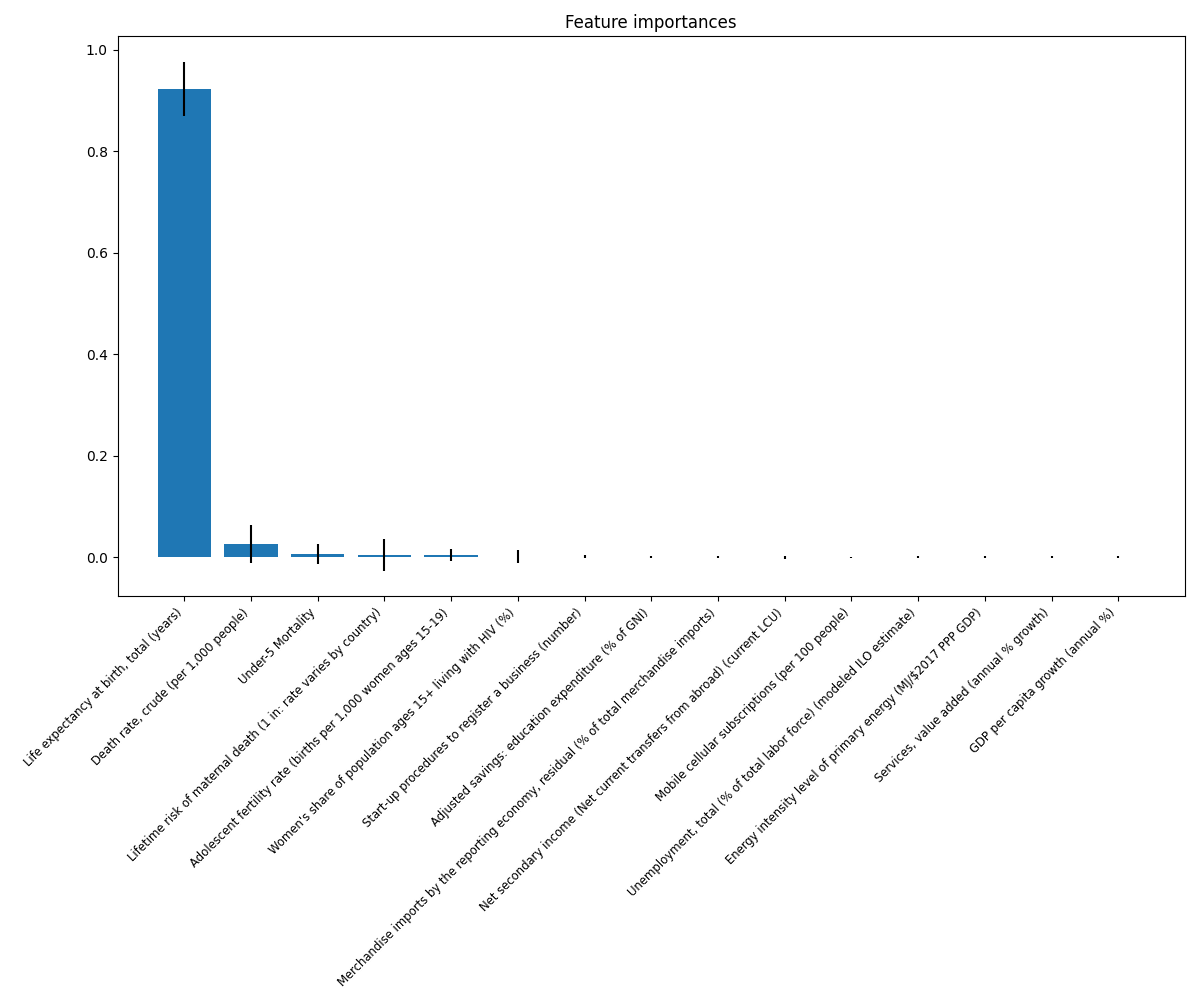 Feature importances
1.0
0.8
0.6
0.4
0.2
0.0
Life expectancy at birth, total (years)
Death rate, crude (per 1,000 people)
Under-5 Mortality
Lifetime risk of maternal death (1 in: rate varies by country)
Adolescent fertility rate (births per 1,000 women ages 15-19)
Women's share of population ages 15+ living with HIV (%)
Start-up procedures to register a business (number)
Adjusted savings: education expenditure (% of GNI)
Merchandise imports by the reporting economy, residual (% of total merchandise imports)
Net secondary income (Net current transfers from abroad) (current LCU)
Mobile cellular subscriptions (per 100 people)
Unemployment, total (% of total labor force) (modeled ILO estimate)
Energy intensity level of primary energy (MJ/$2017 PPP GDP)
Services, value added (annual % growth)
GDP per capita growth (annual %)